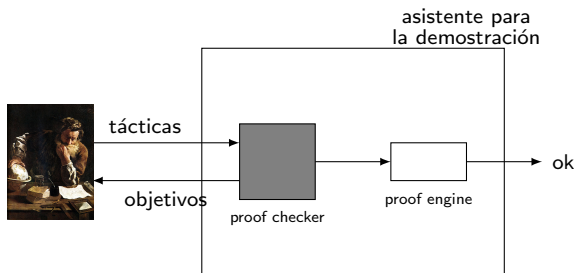 asistente para
la demostración
tácticas
objetivos
proof checker
proof engine
ok